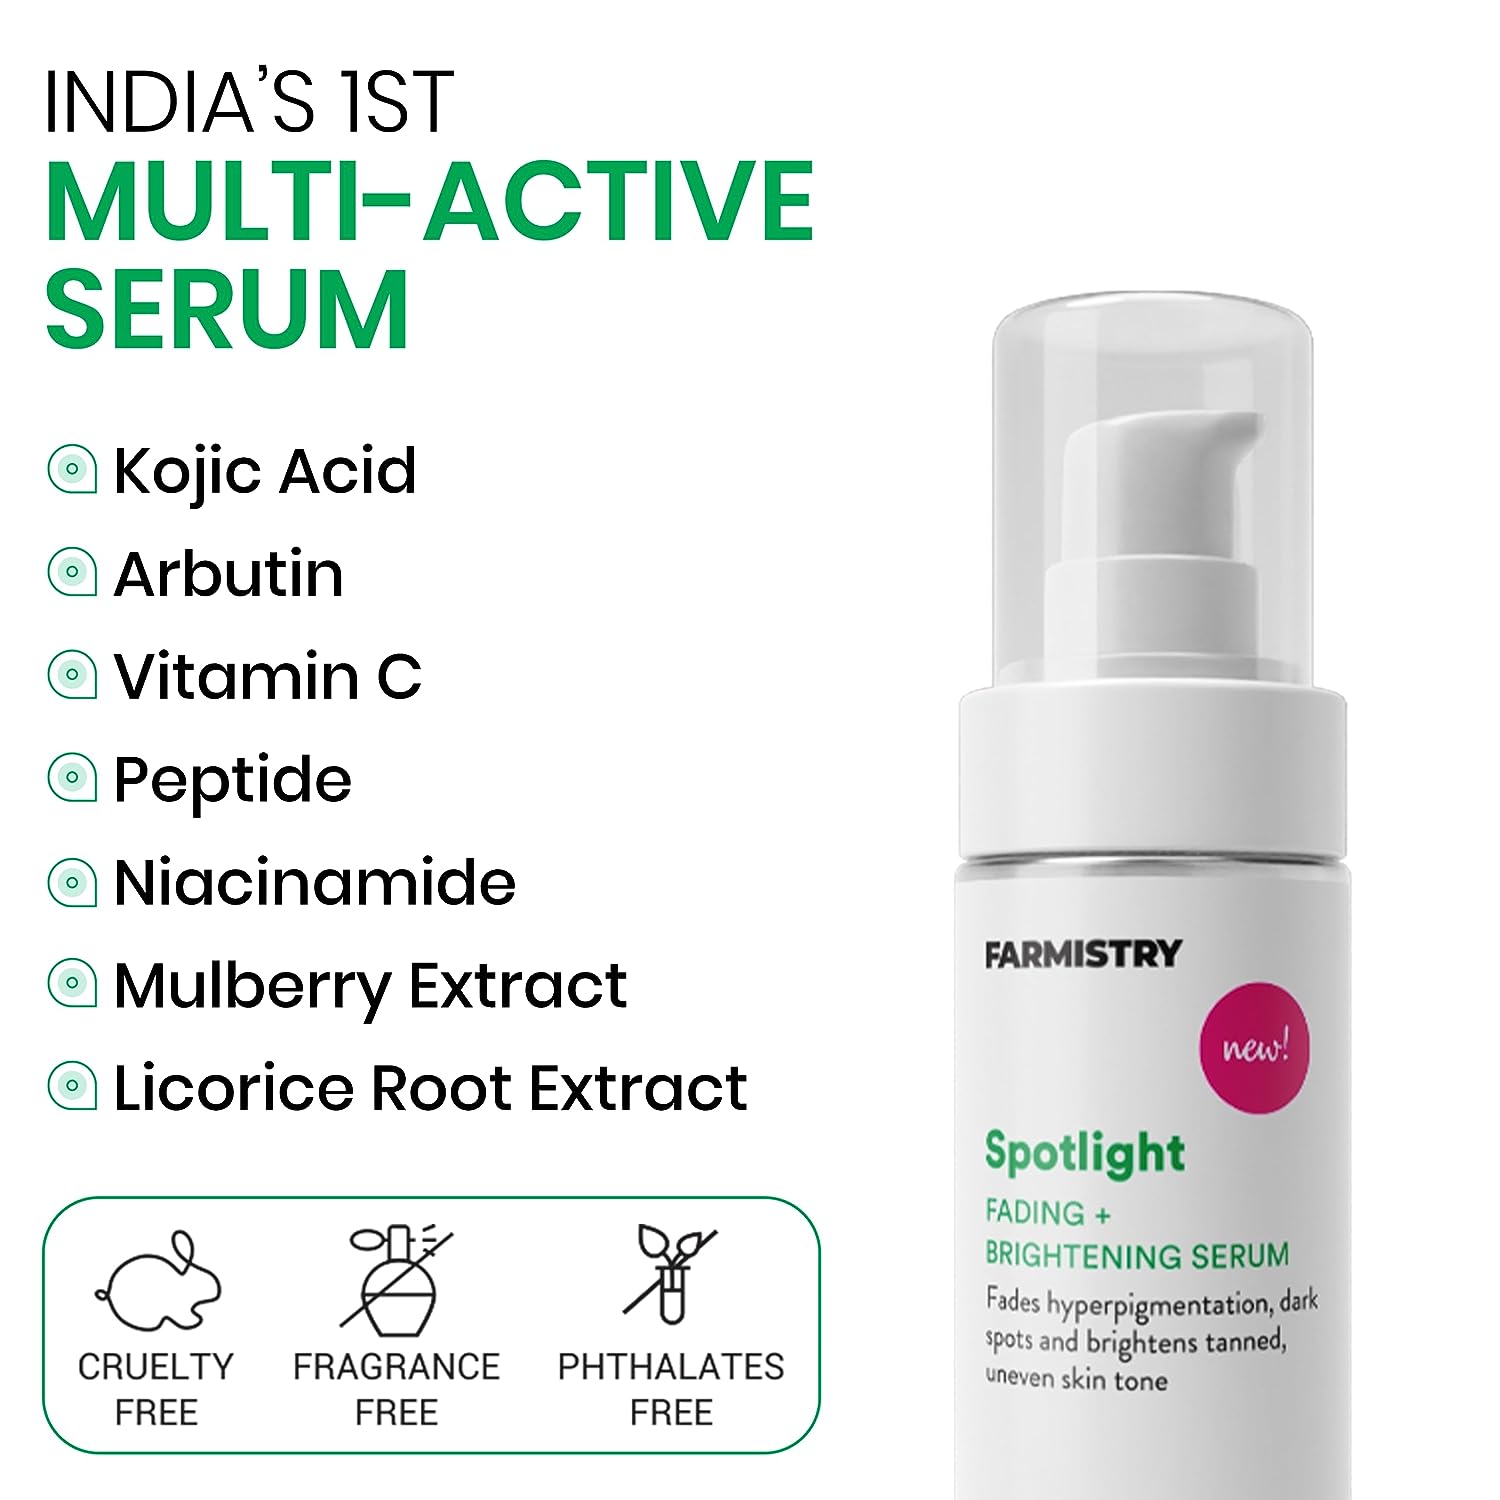 INDIA'S 1ST
MULTI-ACTIVE
SERUM
Kojic Acid
Arbutin
Vitamin C
Peptide
Niacinamide
Mulberry Extract
Licorice Root Extract
CRUELTY
FREE
FRAGRANCE
FREE
PHTHALATES
FREE
FARMISTRY
new!
Spotlight
FADING +
BRIGHTENING SERUM
Fades hyperpigmentation, dark
spots and brightens tanned,
uneven skin tone